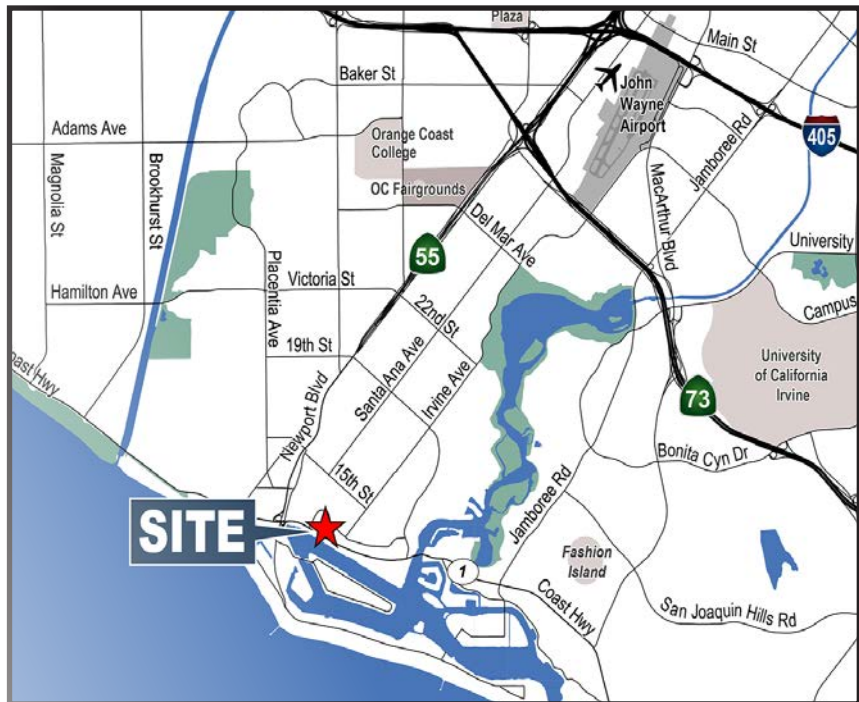 Plaza
Main St
Baker St
John
Wayne
Airport
405
Adams Ave
Orange Coast
College
Jamboree Rd
Magnolia St
Brookhurst St
OC Fairgrounds
MacArthur Blvd
Del Mar Ave
University
55
Placentia Ave
Victoria St
Hamilton Ave
22nd St
Campus
19th St
oast Hwy
Santa Ana Ave
Irvine Ave
University
of California
Irvine
73
Newport Blvd
Bonita Cyn Dr
15th St
Jamboree Rd
SITE
Fashion
Island
1
Coast Hwy
San Joaquin Hills Rd